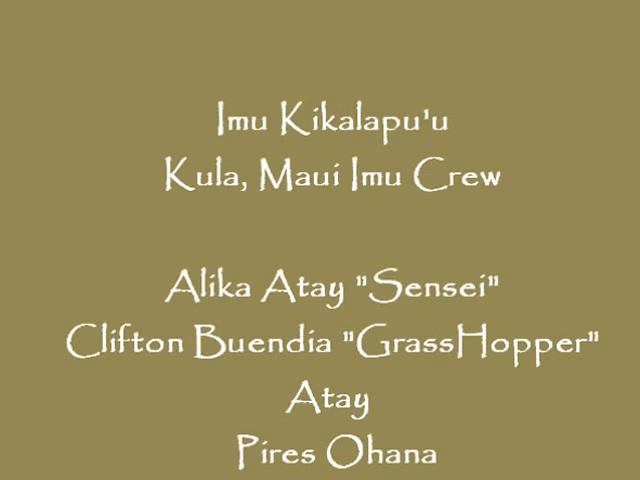 Imu Kikalapu'u
Kula, Maui Imu Crew
Alika Atay "Sensei"
Clifton Buendia "GrassHopper"
Atay
Pires Ohana